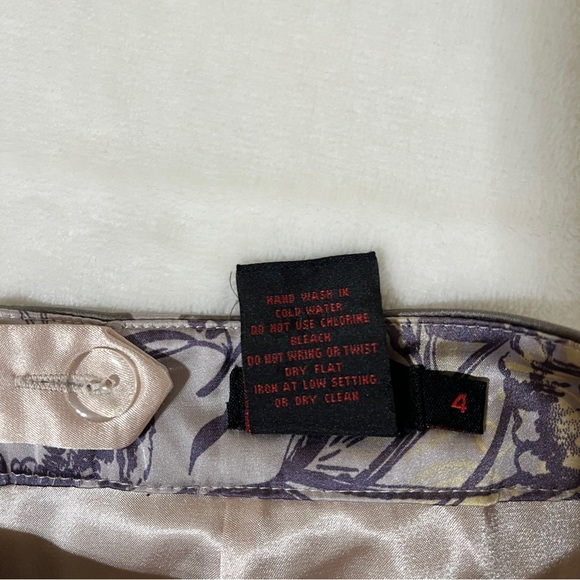 HAND WASH IN
COLD WATER
DO NOT USE CHLORINE
BLEACH
DO NOT WRING OR TWIST
DRY FLAT
IRON AT LOW SETTING
OR DRY CLEAN
4